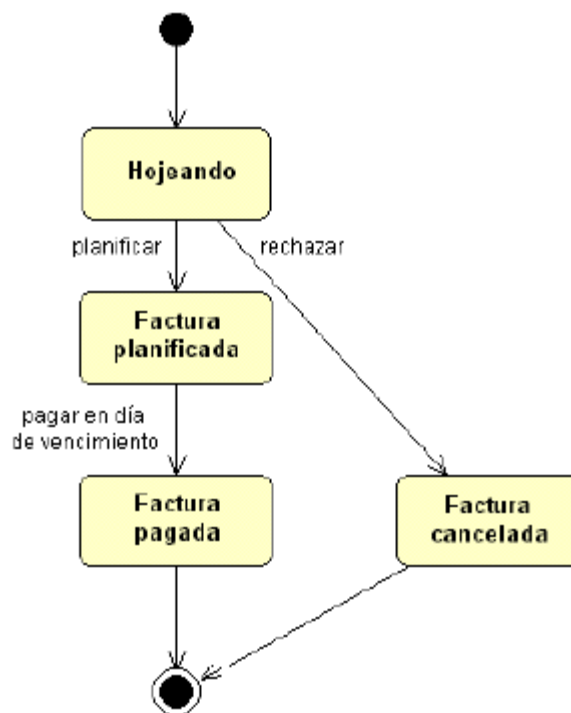 Hojeando
planificar
rechazar
Factura
planificada
pagar en día
de vencimiento
Factura
pagada
Factura
cancelada